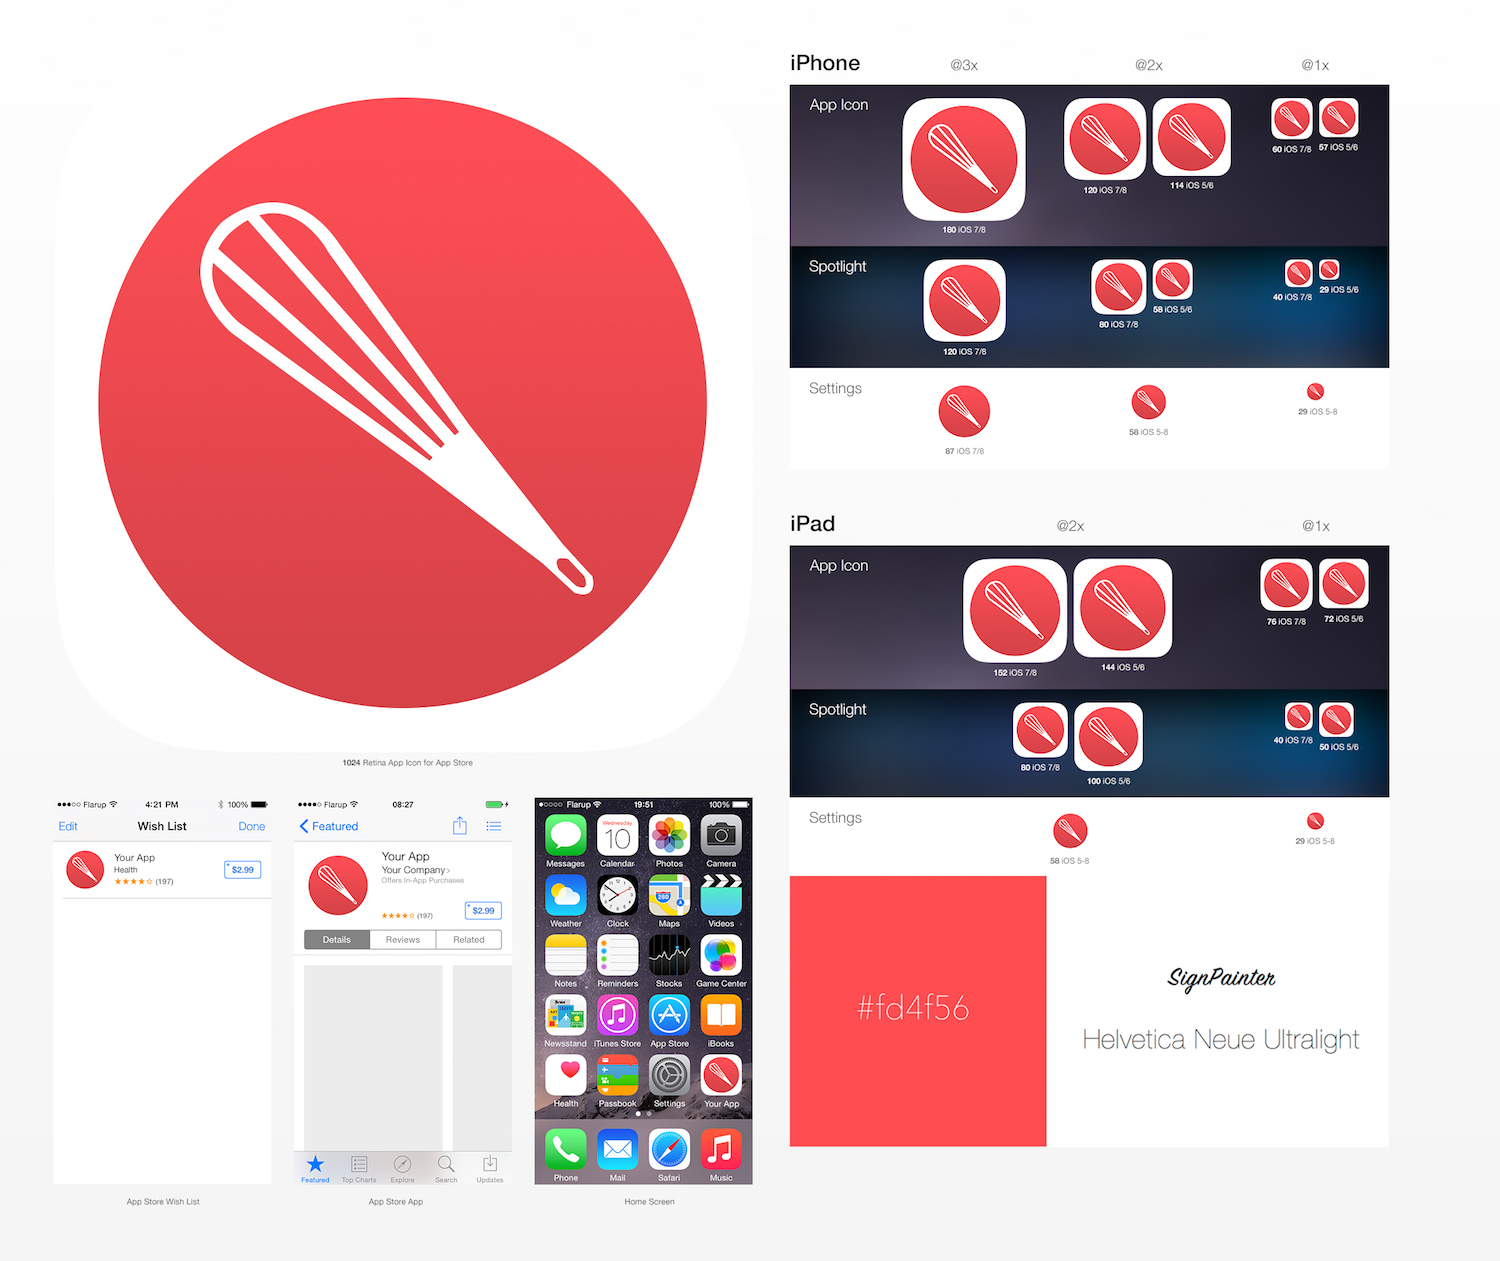 iPhone
@3x
@2x
@1x
App Icon
180 iOS 7/8
120 iOS 7/8
114 iOS 5/6
60 iOS 7/8
57 iOS 5/6
Spotlight
120 iOS 7/8
80 iOS 7/8
58 iOS 5/6
40 iOS 7/8
29 iOS 5/6
Settings
87 iOS 7/8
58 iOS 5-8
29 iOS 5-8
iPad
@2x
@1x
App Icon
152 iOS 7/8
144 iOS 5/6
76 iOS 7/8
72 iOS 5/6
Spotlight
80 iOS 7/8
100 iOS 5/6
40 iOS 7/8
50 iOS 5/6
Settings
58 iOS 5-8
29 iOS 5-8
#fd4f56
SignPainter
Helvetica Neue Ultralight
1024 Retina App Icon for App Store
Flarup 4:21 PM 100%
Edit Wish List Done
Your App
Health
(197)
+ $2.99
App Store Wish List
Flarup 08:27
Featured
Your App
Your Company
Offers In-App Purchases
(197)
+ $2.99
Details Reviews Related
Featured Top Charts Explore Search Updates
App Store App
Flarup 19:51 100%
Wednesday
10
Messages Calendar Photos Camera
280
Weather Clock Maps Videos
Notes Reminders Stocks Game Center
Newsstand iTunes Store App Store iBooks
Health Passbook Settings Your App
Phone Mail Safari Music
Home Screen